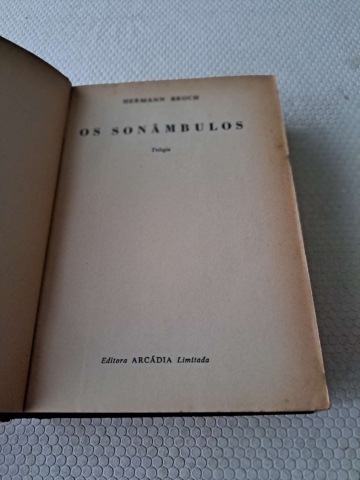 HERMANN BROCH
OS SONÂMBULOS
Trilogia
Editora ARCÁDIA Limitada